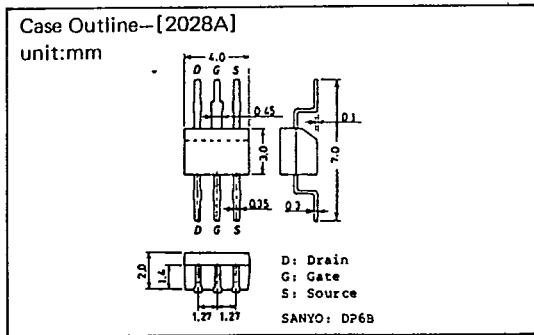 Case Outline–[2028A]
unit:mm
4.0
D G S
0.45
3.0
0.1
7.0
0.35
0.2
D G S
2.0
1.4
1.27 1.27
D: Drain
G: Gate
S: Source
SANYO: DP6B